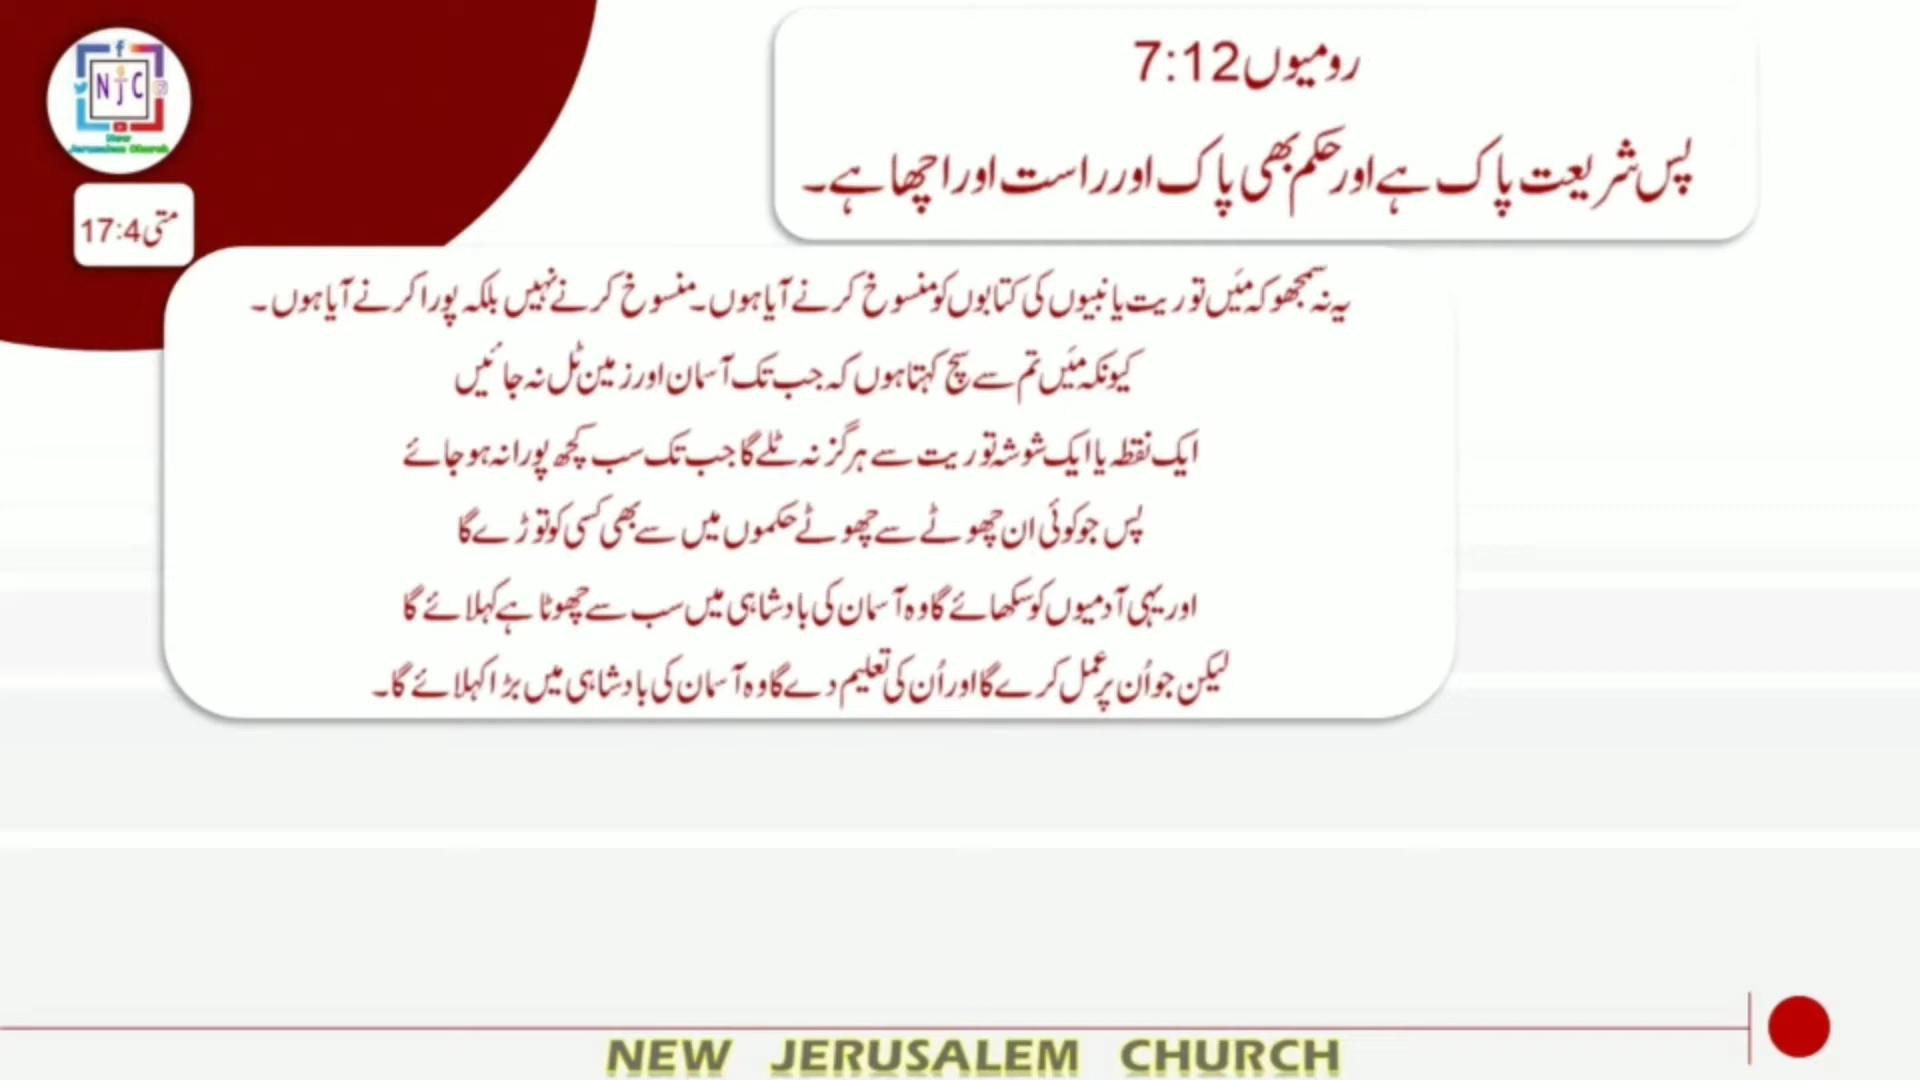 رومیوں 7:12
پس شریعت پاک ہے اور حکم بھی پاک اور راست اور اچھا ہے۔
NjC
New
Jerusalem Church
متی 17:4
یہ نہ سمجھو کہ مَیں توریت یا نبیوں کی کتابوں کو منسوخ کرنے آیا ہوں۔ منسوخ کرنے نہیں بلکہ پورا کرنے آیا ہوں۔
کیونکہ مَیں تم سے سچ کہتا ہوں کہ جب تک آسمان اور زمین ٹل نہ جائیں
ایک نقطہ یا ایک شوشہ توریت سے ہرگز نہ ٹلے گا جب تک سب کچھ پورا نہ ہو جائے
پس جو کوئی ان چھوٹے سے چھوٹے حکموں میں سے بھی کسی کو توڑے گا
اور یہی آدمیوں کو سکھائے گا وہ آسمان کی بادشاہی میں سب سے چھوٹا ہے کہلائے گا
لیکن جو اُن پر عمل کرے گا اور اُن کی تعلیم دے گا وہ آسمان کی بادشاہی میں بڑا کہلائے گا۔
NEW JERUSALEM CHURCH